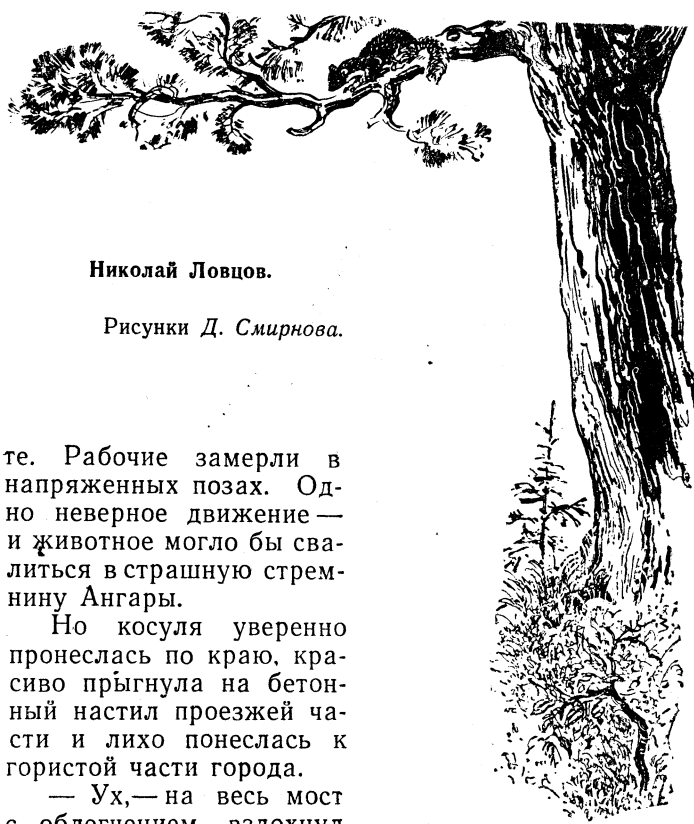 Николай Ловцов.
Рисунки Д. Смирнова.
те. Рабочие замерли в
напряженных позах. Од-
но неверное движение —
и животное могло бы сва-
литься в страшную стрем-
нину Ангары.
Но косуля уверенно
пронеслась по краю, кра-
сиво прыгнула на бетон-
ный настил проезжей ча-
сти и лихо понеслась к
гористой части города.
— Ух,— на весь мост
с облегчением вздохнул